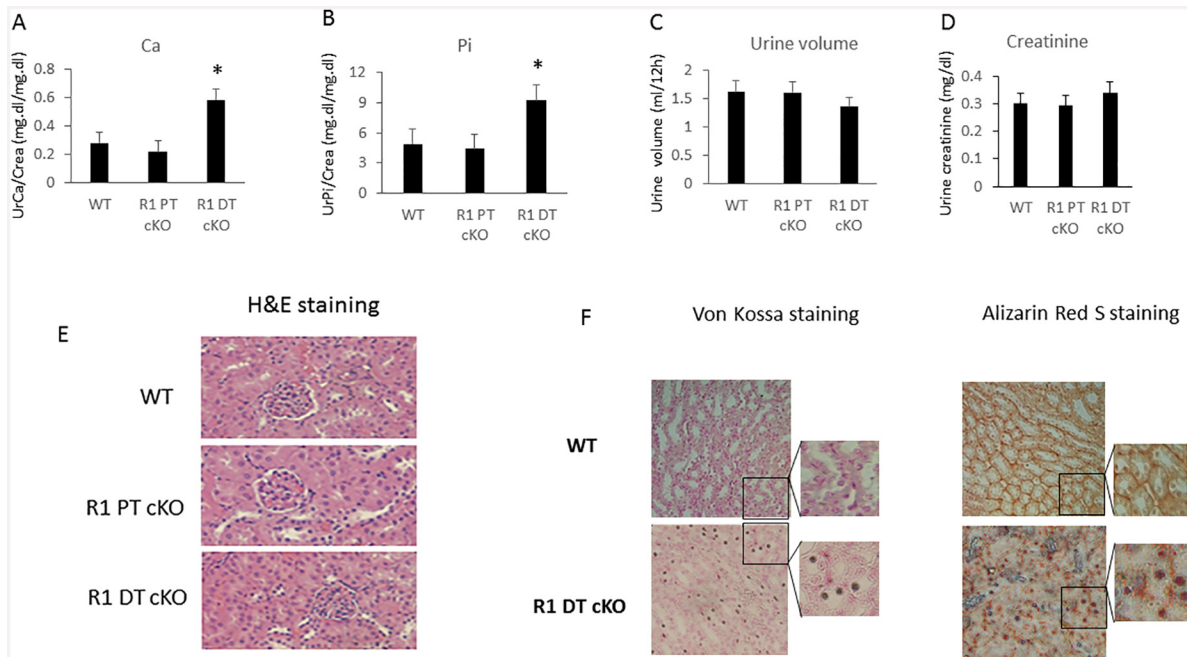 A
Ca
UrCa/Crea (mg.dl/mg.dl)
0.8
0.6
0.4
0.2
0
*
WT
R1 PT
cKO
R1 DT
cKO
B
Pi
UrPi/Crea (mg.dl/mg.dl)
12
9
6
3
0
*
WT
R1 PT
cKO
R1 DT
cKO
C
Urine volume
Urine volume (ml/12h)
2
1.5
1
0.5
0
WT
R1 PT
cKO
R1 DT
cKO
D
Creatinine
Urine creatinine (mg/dl)
0.4
0.3
0.2
0.1
0
WT
R1 PT
cKO
R1 DT
cKO
E
H&E staining
WT
R1 PT cKO
R1 DT cKO
F
Von Kossa staining
Alizarin Red S staining
WT
R1 DT cKO